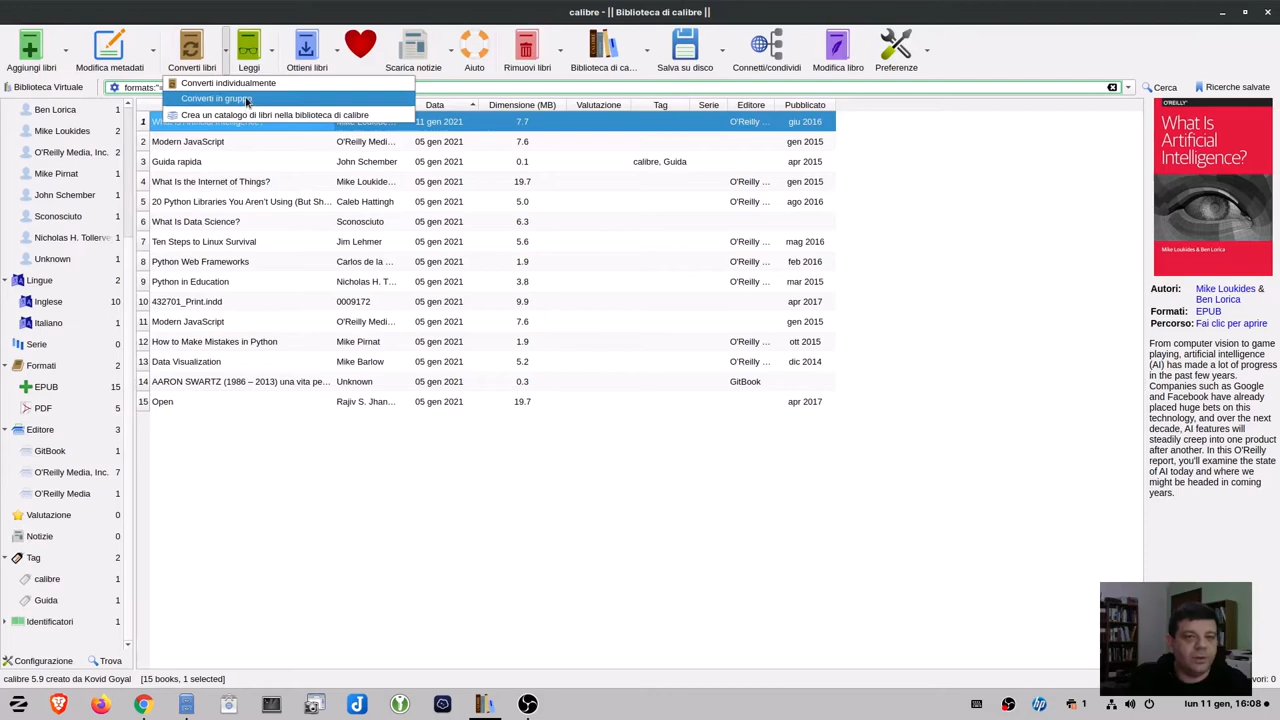 calibre - || Biblioteca di calibre ||
Aggiungi libri
Modifica metadati
Converti libri
Leggi
Ottieni libri
Scarica notizie
Aiuto
Rimuovi libri
Biblioteca di ca...
Salva su disco
Connetti/condividi
Modifica libro
Preferenze
Biblioteca Virtuale
formats:"=
Cerca
Ricerche salvate
Converti individualmente
Converti in gruppo
Crea un catalogo di libri nella biblioteca di calibre
Data Dimensione (MB) Valutazione Tag Serie Editore Pubblicato
1 11 gen 2021 7.7 O'Reilly ... giu 2016
2 Modern JavaScript O'Reilly Medi... 05 gen 2021 7.6 gen 2015
3 Guida rapida John Schember 05 gen 2021 0.1 calibre, Guida apr 2015
4 What Is the Internet of Things? Mike Loukide... 05 gen 2021 19.7 O'Reilly ... gen 2015
5 20 Python Libraries You Aren't Using (But Sh... Caleb Hattingh 05 gen 2021 5.0 O'Reilly ... ago 2016
6 What Is Data Science? Sconosciuto 05 gen 2021 6.3
7 Ten Steps to Linux Survival Jim Lehmer 05 gen 2021 5.6 O'Reilly ... mag 2016
8 Python Web Frameworks Carlos de la ... 05 gen 2021 1.9 O'Reilly ... feb 2016
9 Python in Education Nicholas H. T... 05 gen 2021 3.8 O'Reilly ... mar 2015
10 432701_Print.indd 0009172 05 gen 2021 9.9 apr 2017
11 Modern JavaScript O'Reilly Medi... 05 gen 2021 7.6 gen 2015
12 How to Make Mistakes in Python Mike Pirnat 05 gen 2021 1.9 O'Reilly ... ott 2015
13 Data Visualization Mike Barlow 05 gen 2021 5.2 O'Reilly ... dic 2014
14 AARON SWARTZ (1986 – 2013) una vita pe... Unknown 05 gen 2021 0.3 GitBook
15 Open Rajiv S. Jhan... 05 gen 2021 19.7 apr 2017
Ben Lorica 1
Mike Loukides 1
O'Reilly Media, Inc. 2
Mike Pirnat 1
John Schember 1
Sconosciuto 1
Nicholas H. Tollerve 1
Unknown 1
Lingue 2
Inglese 10
Italiano 1
Serie 0
Formati 2
EPUB 15
PDF 5
Editore 3
GitBook 1
O'Reilly Media, Inc. 7
O'Reilly Media 1
Valutazione 0
Notizie 0
Tag 2
calibre 1
Guida 1
Identificatori 1
Configurazione Trova
O'REILLY
What Is
Artificial
Intelligence?
Mike Loukides & Ben Lorica
Autori: Mike Loukides &
Ben Lorica
Formati: EPUB
Percorso: Fai clic per aprire
From computer vision to game
playing, artificial intelligence
(AI) has made a lot of progress
in the past few years.
Companies such as Google
and Facebook have already
placed huge bets on this
technology, and over the next
decade, AI features will
steadily creep into one product
after another. In this O'Reilly
report, you'll examine the state
of AI today and where we
might be headed in coming
years.
calibre 5.9 creato da Kovid Goyal [15 books, 1 selected]
vori: 0
1 lun 11 gen, 16:08